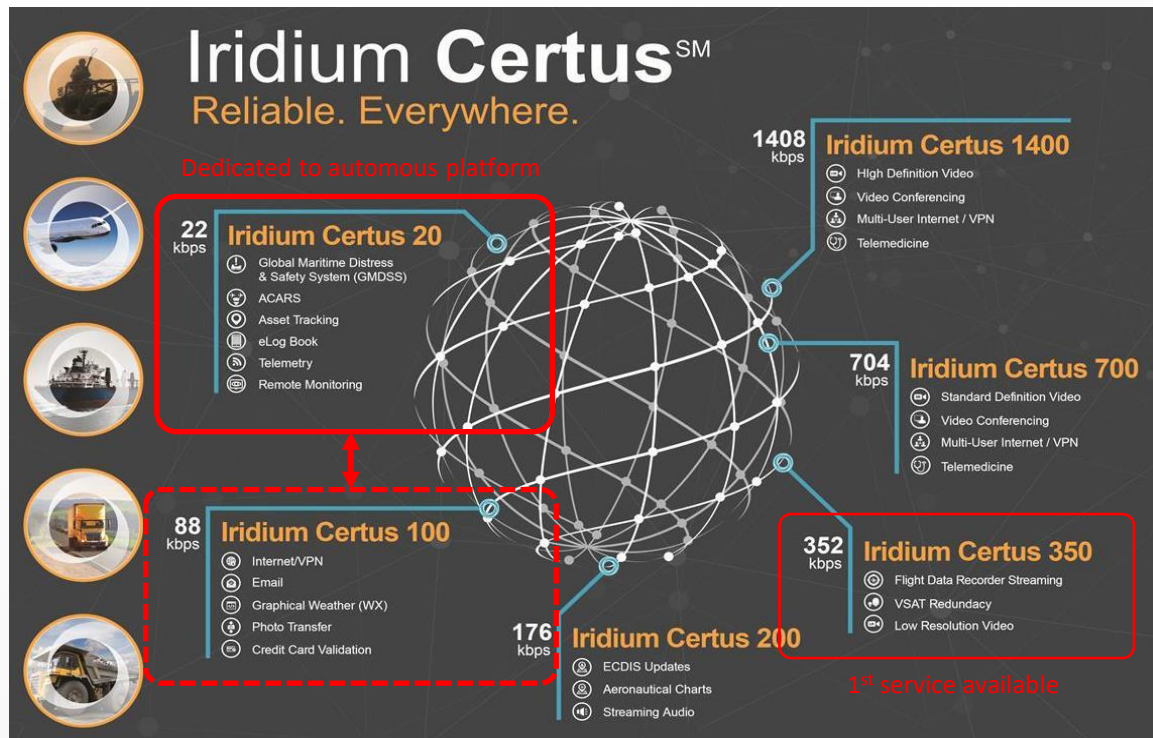 Iridium Certus℠
Reliable. Everywhere.
Dedicated to automous platform
22
kbps
Iridium Certus 20
Global Maritime Distress
& Safety System (GMDSS)
ACARS
Asset Tracking
eLog Book
Telemetry
Remote Monitoring
88
kbps
Iridium Certus 100
Internet/VPN
Email
Graphical Weather (WX)
Photo Transfer
Credit Card Validation
176
kbps
Iridium Certus 200
ECDIS Updates
Aeronautical Charts
Streaming Audio
1408
kbps
Iridium Certus 1400
HIgh Definition Video
Video Conferencing
Multi-User Internet / VPN
Telemedicine
704
kbps
Iridium Certus 700
Standard Definition Video
Video Conferencing
Multi-User Internet / VPN
Telemedicine
352
kbps
Iridium Certus 350
Flight Data Recorder Streaming
VSAT Redundancy
Low Resolution Video
1st service available